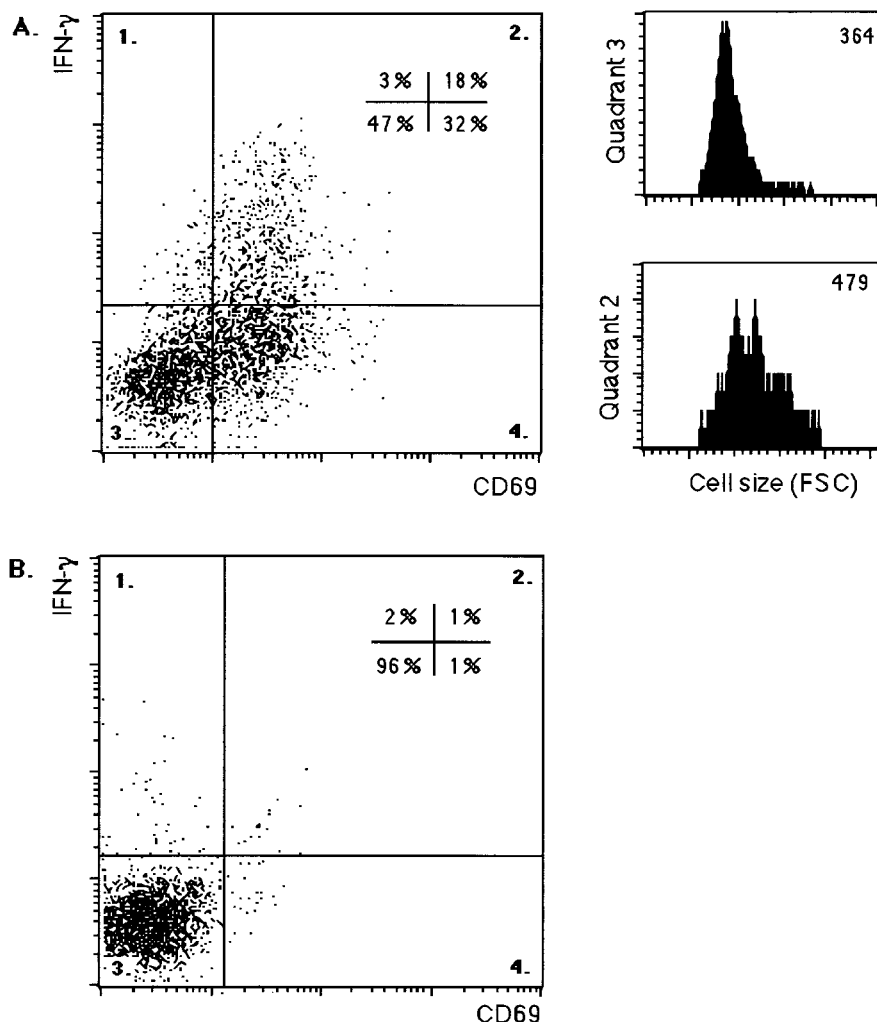 A.
IFN-γ
1.
2.
3% 18%
47% 32%
3.
4.
CD69
Quadrant 3
364
Quadrant 2
479
Cell size (FSC)
B.
IFN-γ
1.
2.
2% 1%
96% 1%
3.
4.
CD69